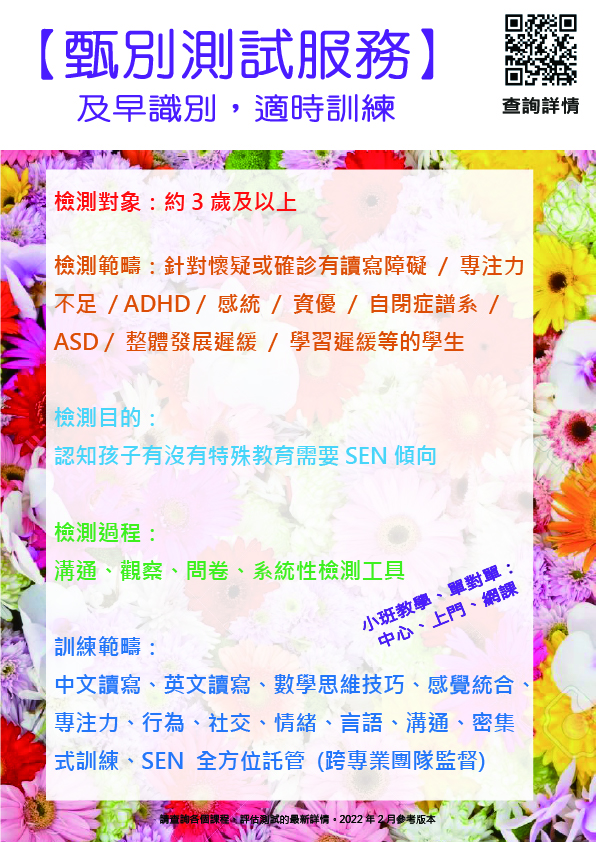 【甄別測試服務】
及早識別，適時訓練
查詢詳情
檢測對象：約 3 歲及以上
檢測範疇：針對懷疑或確診有讀寫障礙 / 專注力
不足 / ADHD / 感統 / 資優 / 自閉症譜系 /
ASD / 整體發展遲緩 / 學習遲緩等的學生
檢測目的：
認知孩子有沒有特殊教育需要 SEN 傾向
檢測過程：
溝通、觀察、問卷、系統性檢測工具
小班教學、單對單：
中心、上門、網課
訓練範疇：
中文讀寫、英文讀寫、數學思維技巧、感覺統合、
專注力、行為、社交、情緒、言語、溝通、密集
式訓練、SEN 全方位託管 (跨專業團隊監督)
請查詢各個課程、評估測試的最新詳情。2022 年 2 月參考版本